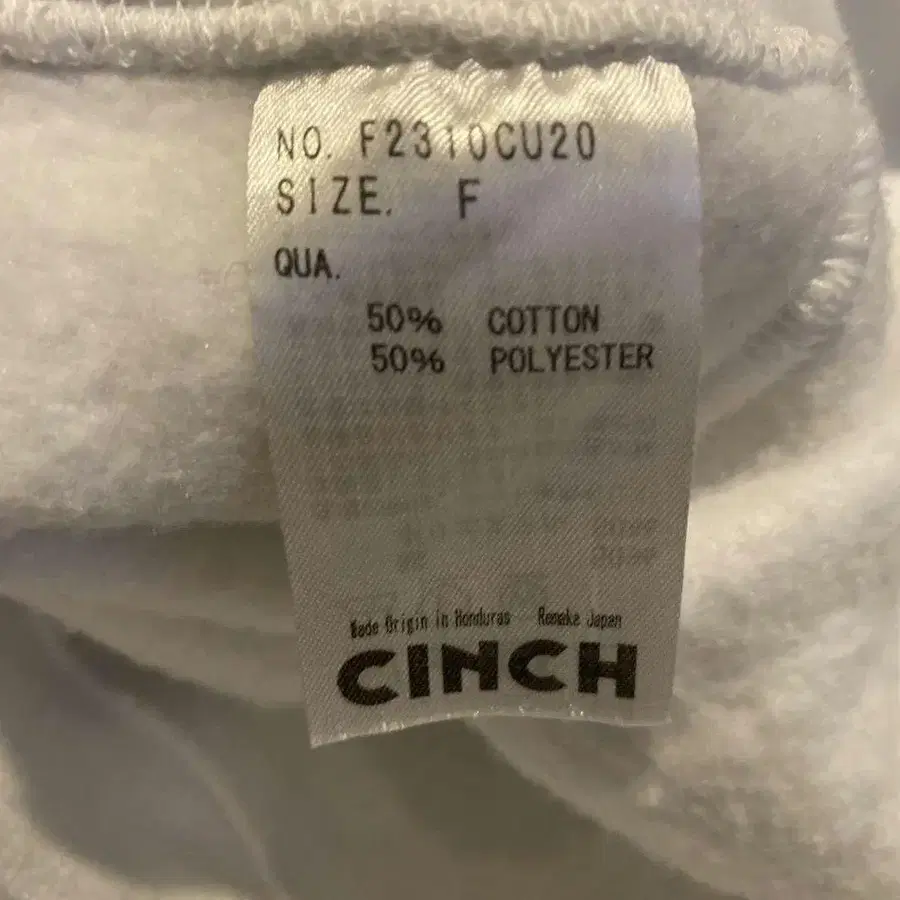 NO. F2310CU20
SIZE. F
QUA.
50% COTTON
50% POLYESTER
Made Origin in Honduras Remake Japan
CINCH